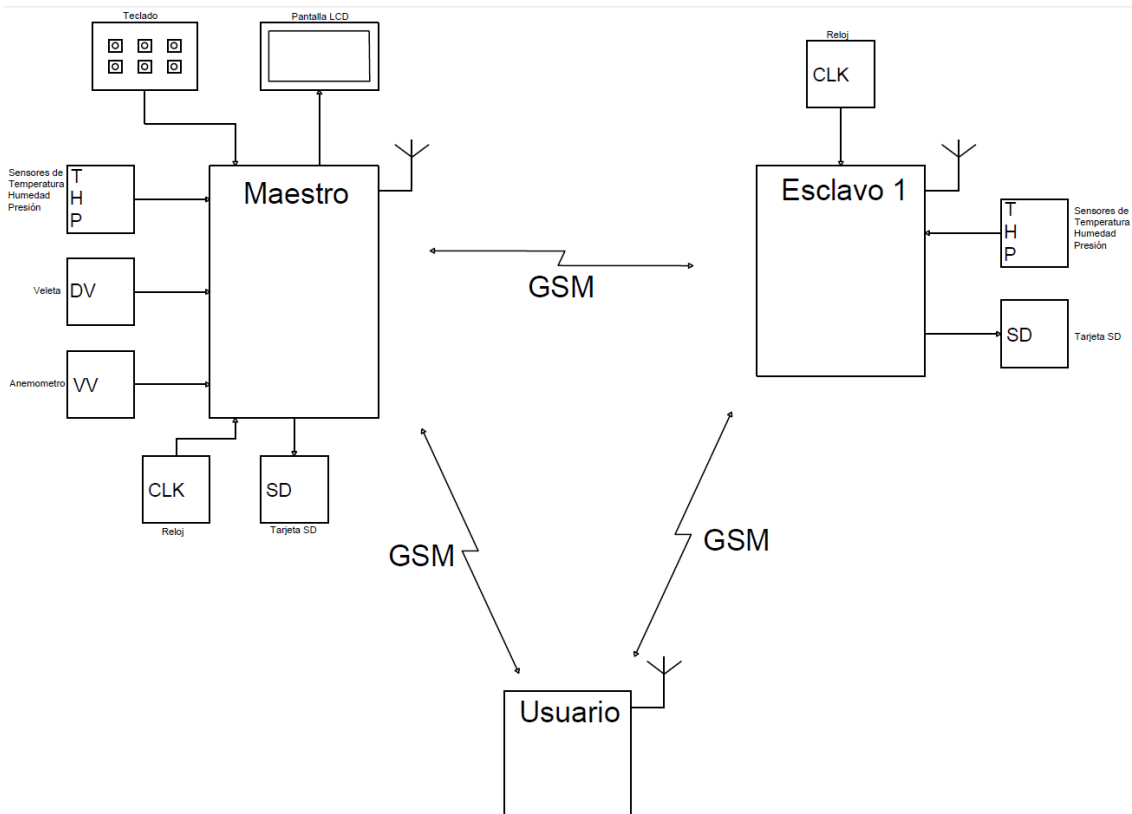 Teclado
Pantalla LCD
Reloj
CLK
Sensores de
Temperatura
Humedad
Presión
T
H
P
Maestro
Esclavo 1
T
H
P
Sensores de
Temperatura
Humedad
Presión
GSM
Veleta
DV
SD
Tarjeta SD
Anemometro
VV
CLK
Reloj
SD
Tarjeta SD
GSM
GSM
Usuario